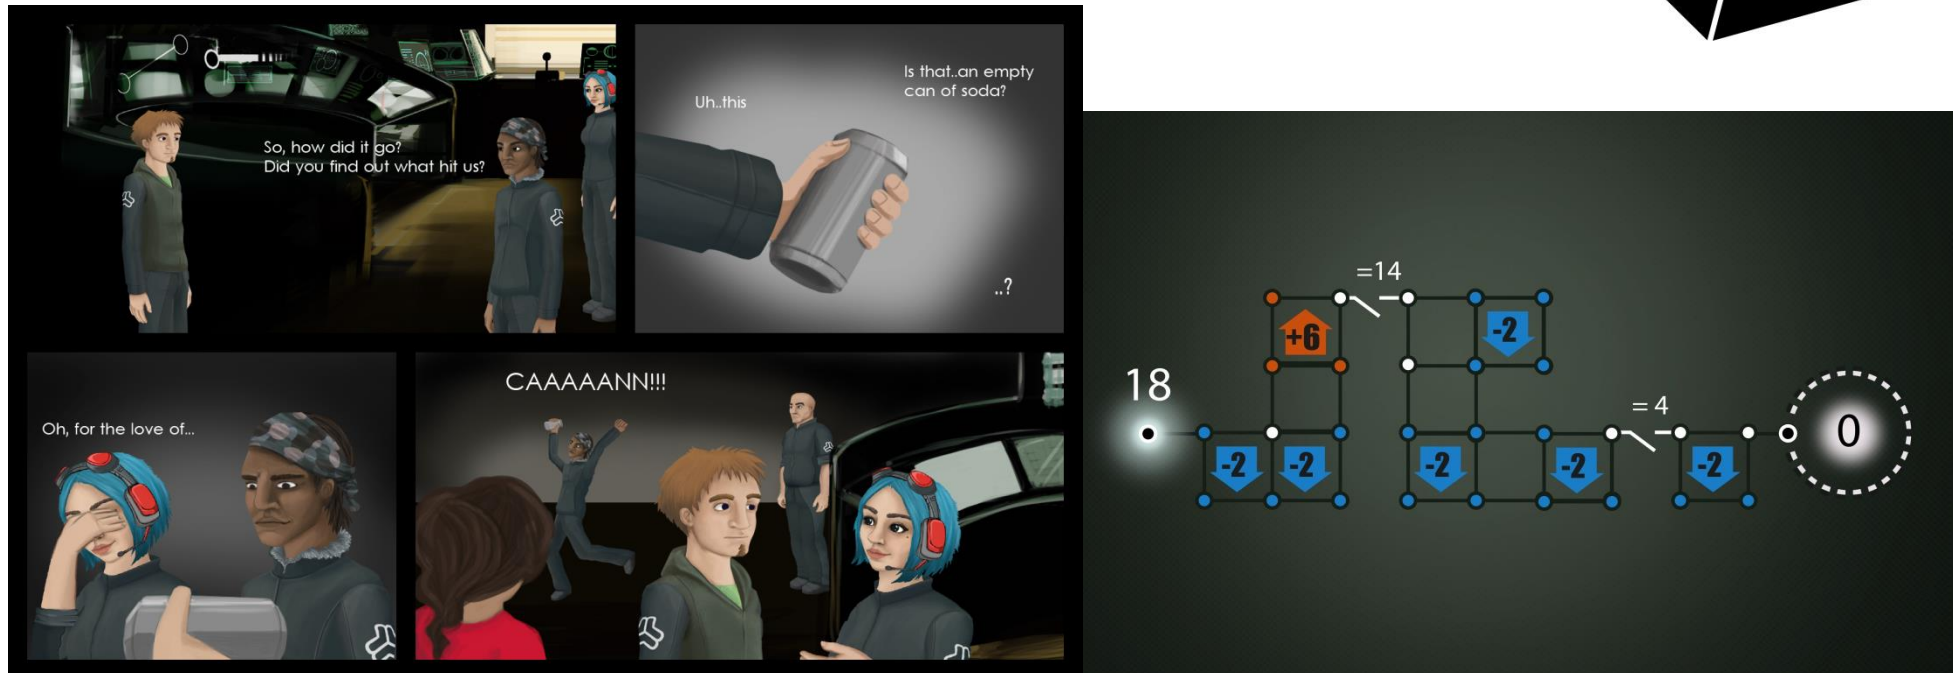 So, how did it go?
Did you find out what hit us?
Uh..this
Is that..an empty
can of soda?
..?
Oh, for the love of...
CAAAAANN!!!
=14
+6
-2
18
= 4
0
-2
-2
-2
-2
-2